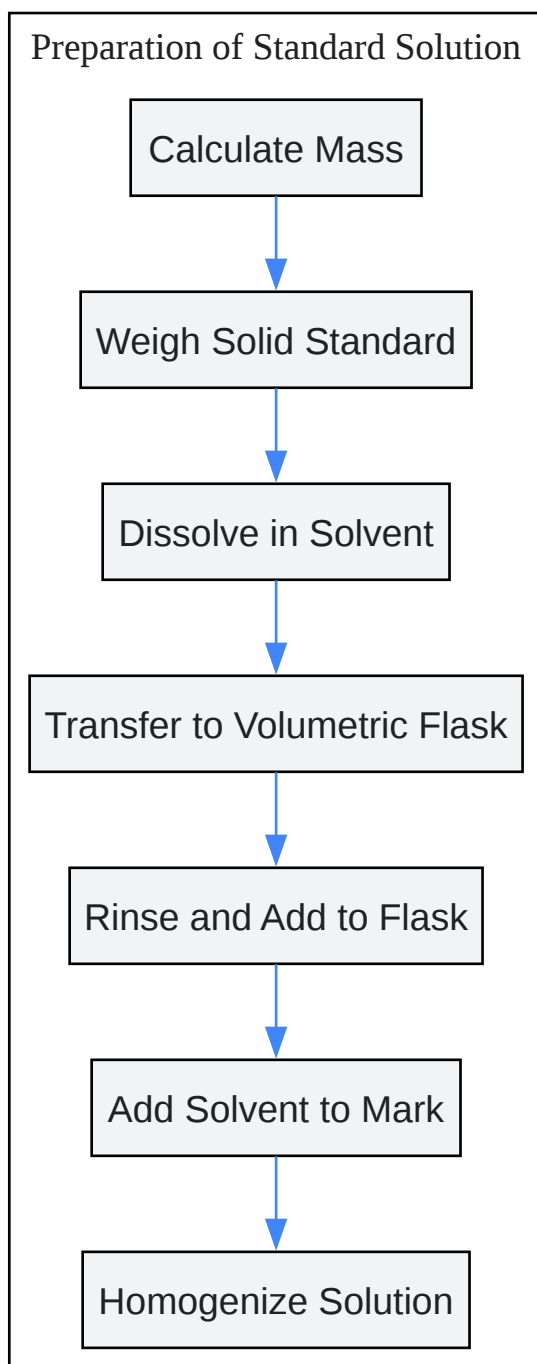 Preparation of Standard Solution
Calculate Mass
Weigh Solid Standard
Dissolve in Solvent
Transfer to Volumetric Flask
Rinse and Add to Flask
Add Solvent to Mark
Homogenize Solution